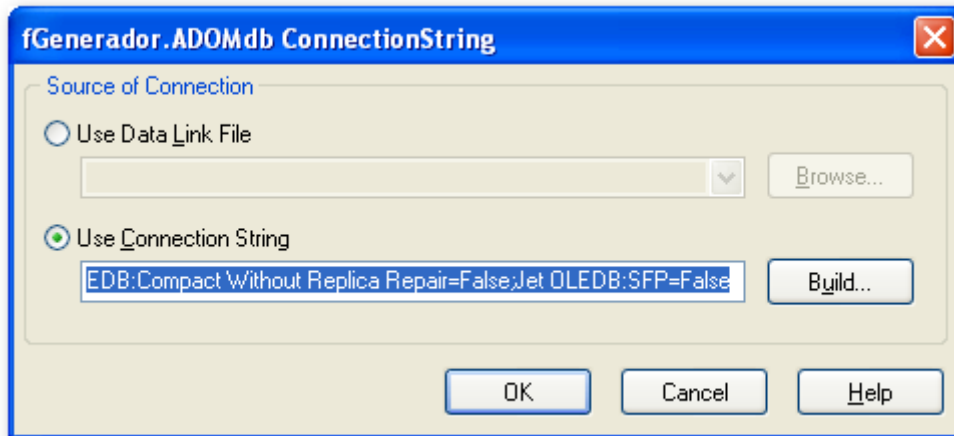 fGenerador.ADOMdb ConnectionString
Source of Connection
Use Data Link File
Browse...
Use Connection String
EDB:Compact Without Replica Repair=False;Jet OLEDB:SFP=False
Build...
OK
Cancel
Help